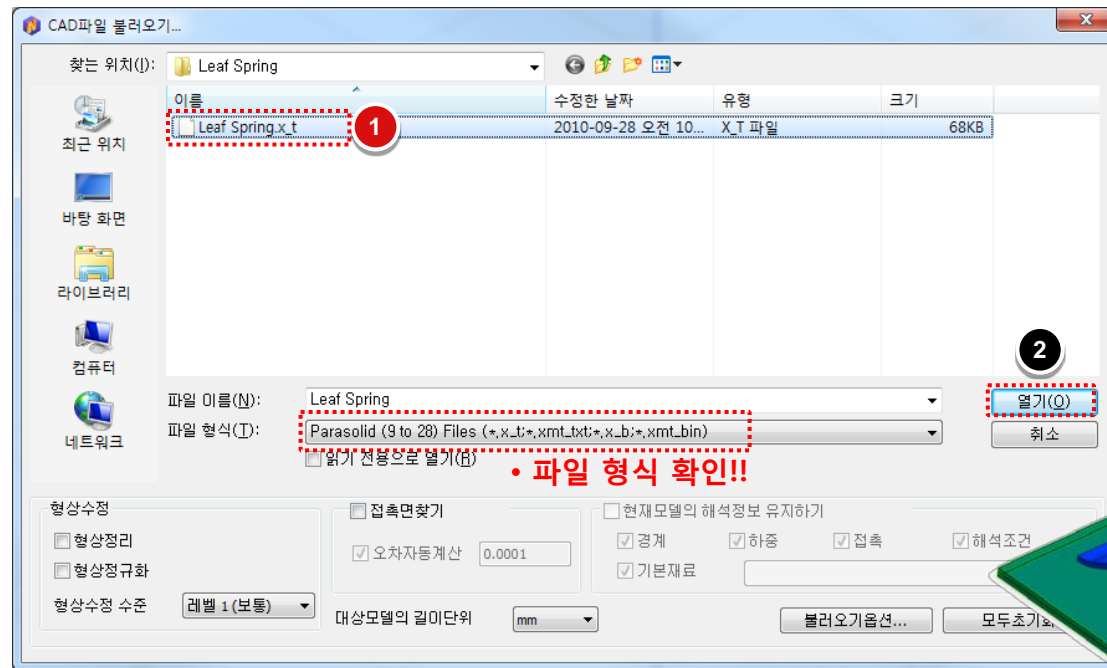 CAD파일 불러오기...
찾는 위치(I): Leaf Spring
이름 수정한 날짜 유형 크기
Leaf Spring.x_t 1 2010-09-28 오전 10... X_T 파일 68KB
최근 위치
바탕 화면
라이브러리
컴퓨터
네트워크
2
파일 이름(N): Leaf Spring 열기(O)
파일 형식(T): Parasolid (9 to 28) Files (*.x_t;*.xmt_txt;*.x_b;*.xmt_bin) 취소
읽기 전용으로 열기(R)
• 파일 형식 확인!!
형상수정 접촉면찾기 현재모델의 해석정보 유지하기
형상정리 오차자동계산 0.0001 경계 하중 접촉 해석조건
형상정규화 기본재료
형상수정 수준 레벨 1 (보통) 대상모델의 길이단위 mm 불러오기옵션... 모두초기화